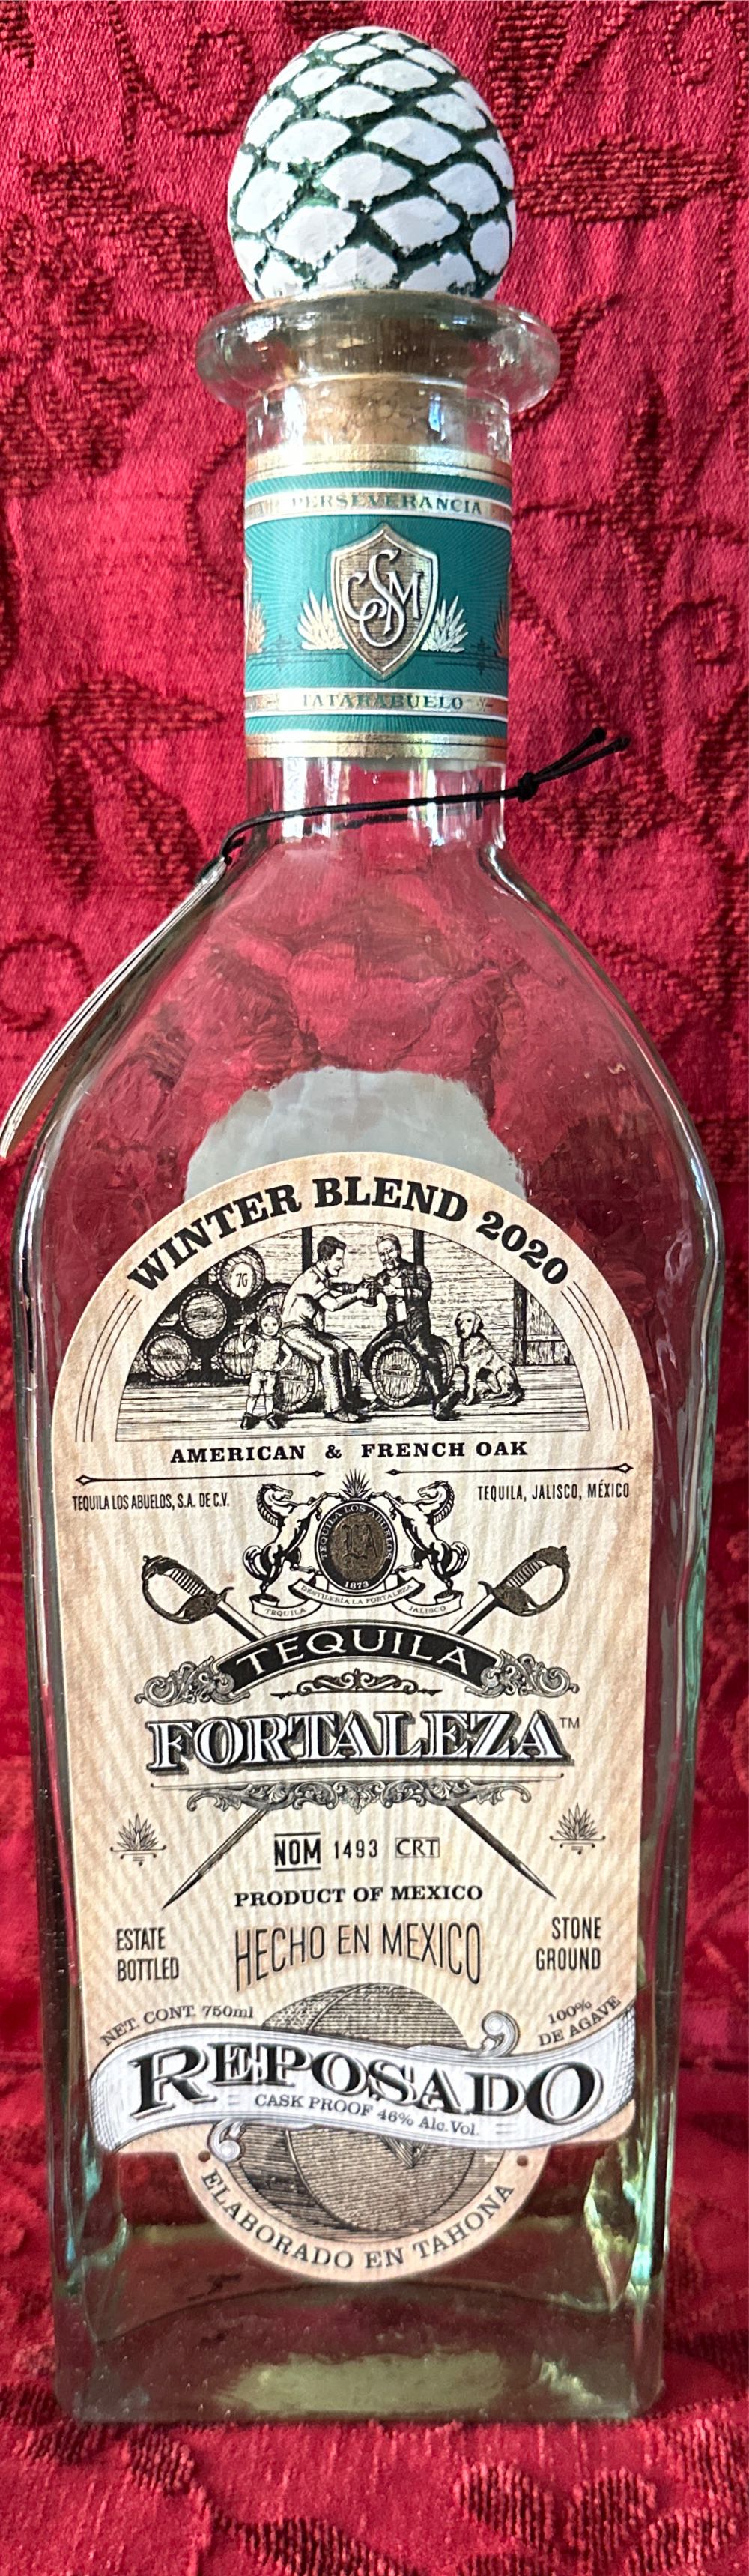 PERSEVERANCIA
CSM
TATARABUELO
WINTER BLEND 2020
7G
AMERICAN & FRENCH OAK
TEQUILA LOS ABUELOS, S.A. DE C.V.
TEQUILA, JALISCO, MÉXICO
TEQUILA LOS ABUELOS
LA
1873
DESTILERÍA LA FORTALEZA
TEQUILA JALISCO
TEQUILA
FORTALEZA™
NOM 1493 CRT
PRODUCT OF MEXICO
ESTATE
BOTTLED
HECHO EN MEXICO
STONE
GROUND
NET. CONT. 750ml
100%
DE AGAVE
REPOSADO
CASK PROOF 46% Alc. Vol.
ELABORADO EN TAHONA